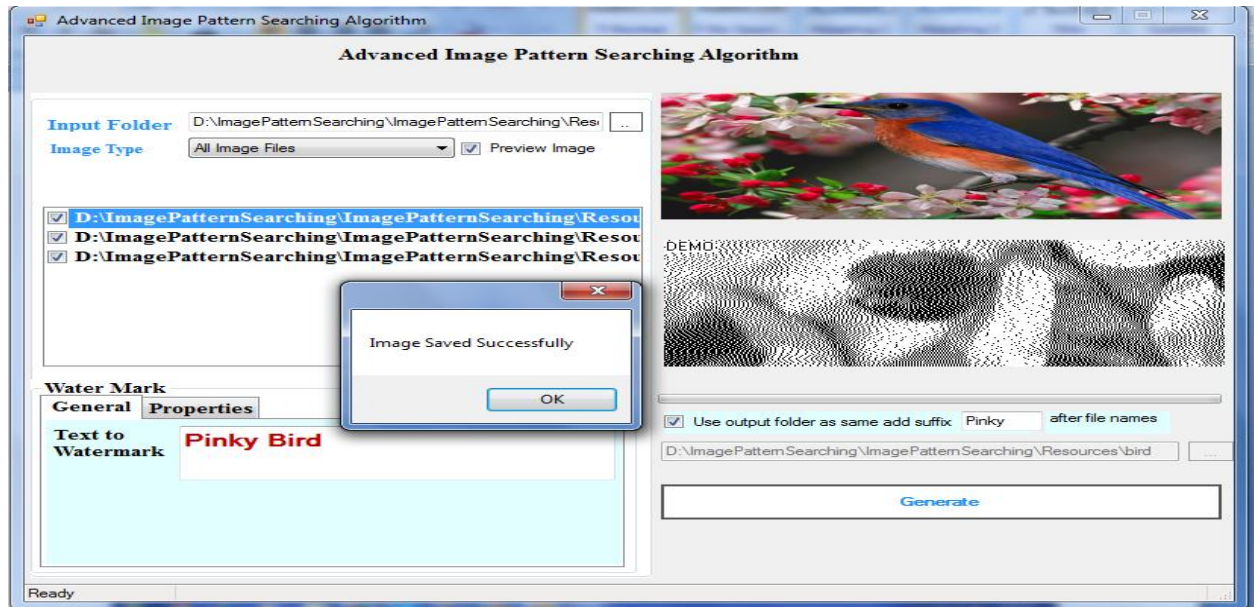 Advanced Image Pattern Searching Algorithm
Advanced Image Pattern Searching Algorithm
Input Folder D:\ImagePatternSearching\ImagePatternSearching\Res ..
Image Type All Image Files Preview Image
D:\ImagePatternSearching\ImagePatternSearching\Resou
D:\ImagePatternSearching\ImagePatternSearching\Resou
D:\ImagePatternSearching\ImagePatternSearching\Resou
Image Saved Successfully
OK
Water Mark
General Properties
Text to
Watermark
Pinky Bird
DEMO
Use output folder as same add suffix Pinky after file names
D:\ImagePatternSearching\ImagePatternSearching\Resources\bird ...
Generate
Ready